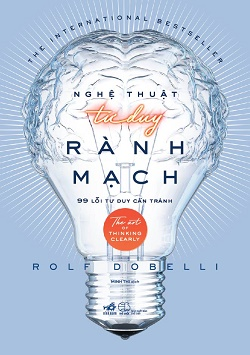 THE INTERNATIONAL BESTSELLER
NGHỆ THUẬT
tư duy
RÀNH
MẠCH
99 LỖI TƯ DUY CẦN TRÁNH
The art
OF
THINKING
CLEARLY
ROLF DOBELLI